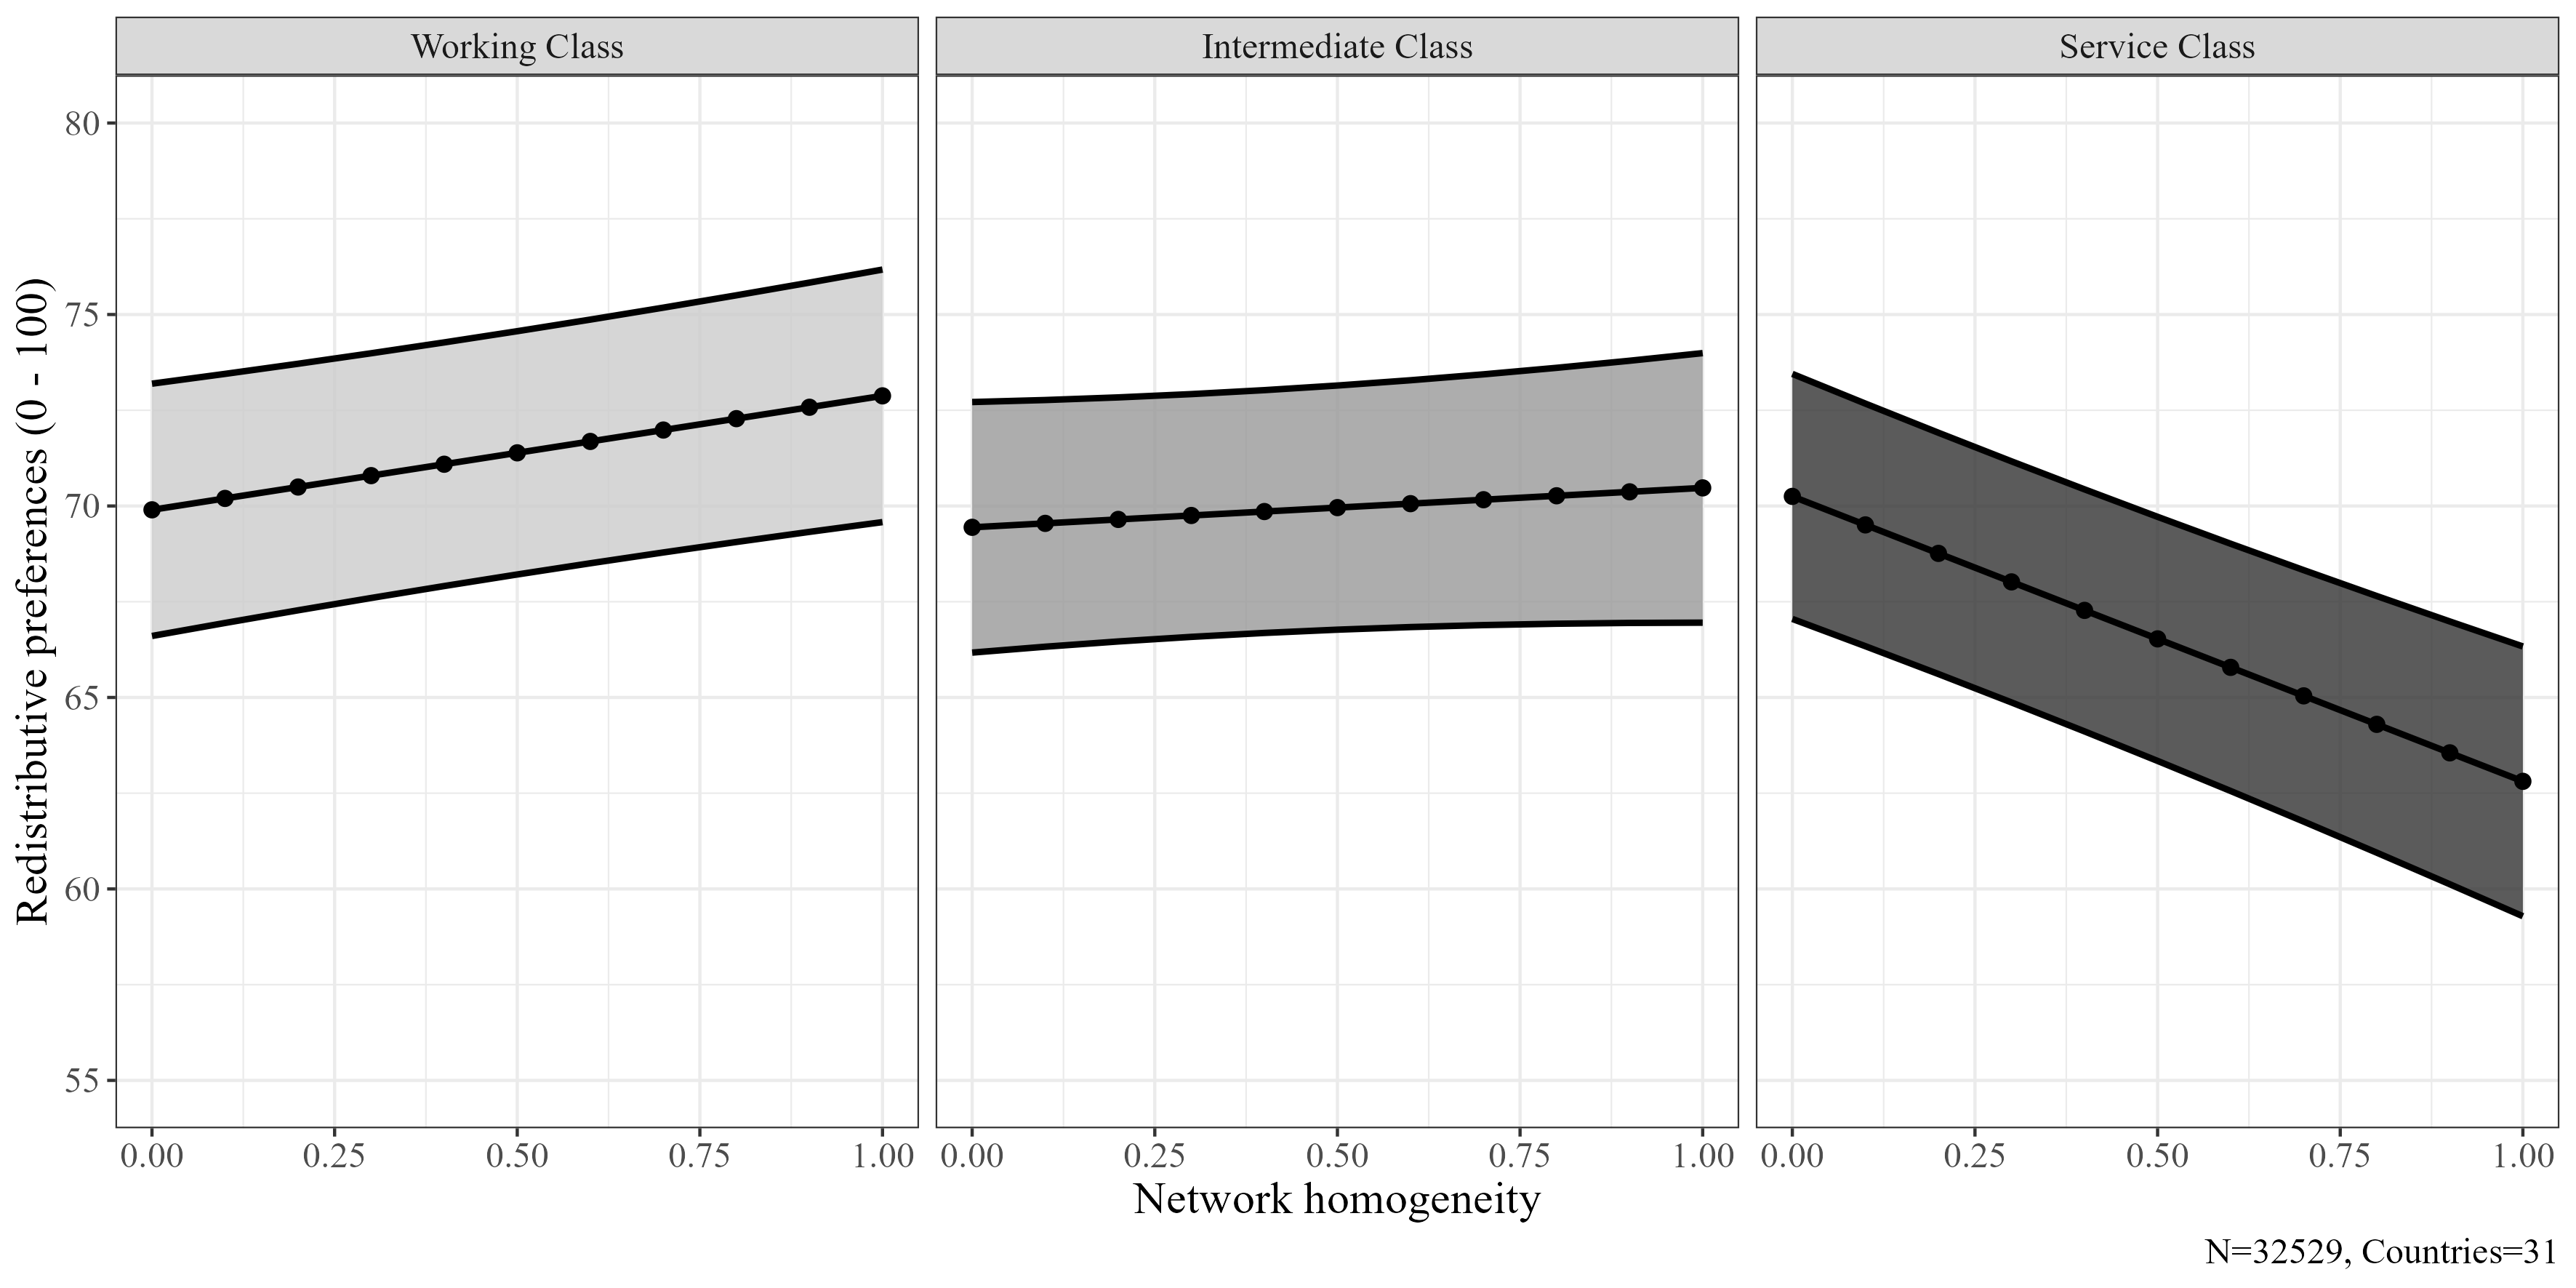 Working Class
Intermediate Class
Service Class
Redistributive preferences (0 - 100)
80
75
70
65
60
55
0.00 0.25 0.50 0.75 1.00
0.00 0.25 0.50 0.75 1.00
0.00 0.25 0.50 0.75 1.00
Network homogeneity
N=32529, Countries=31